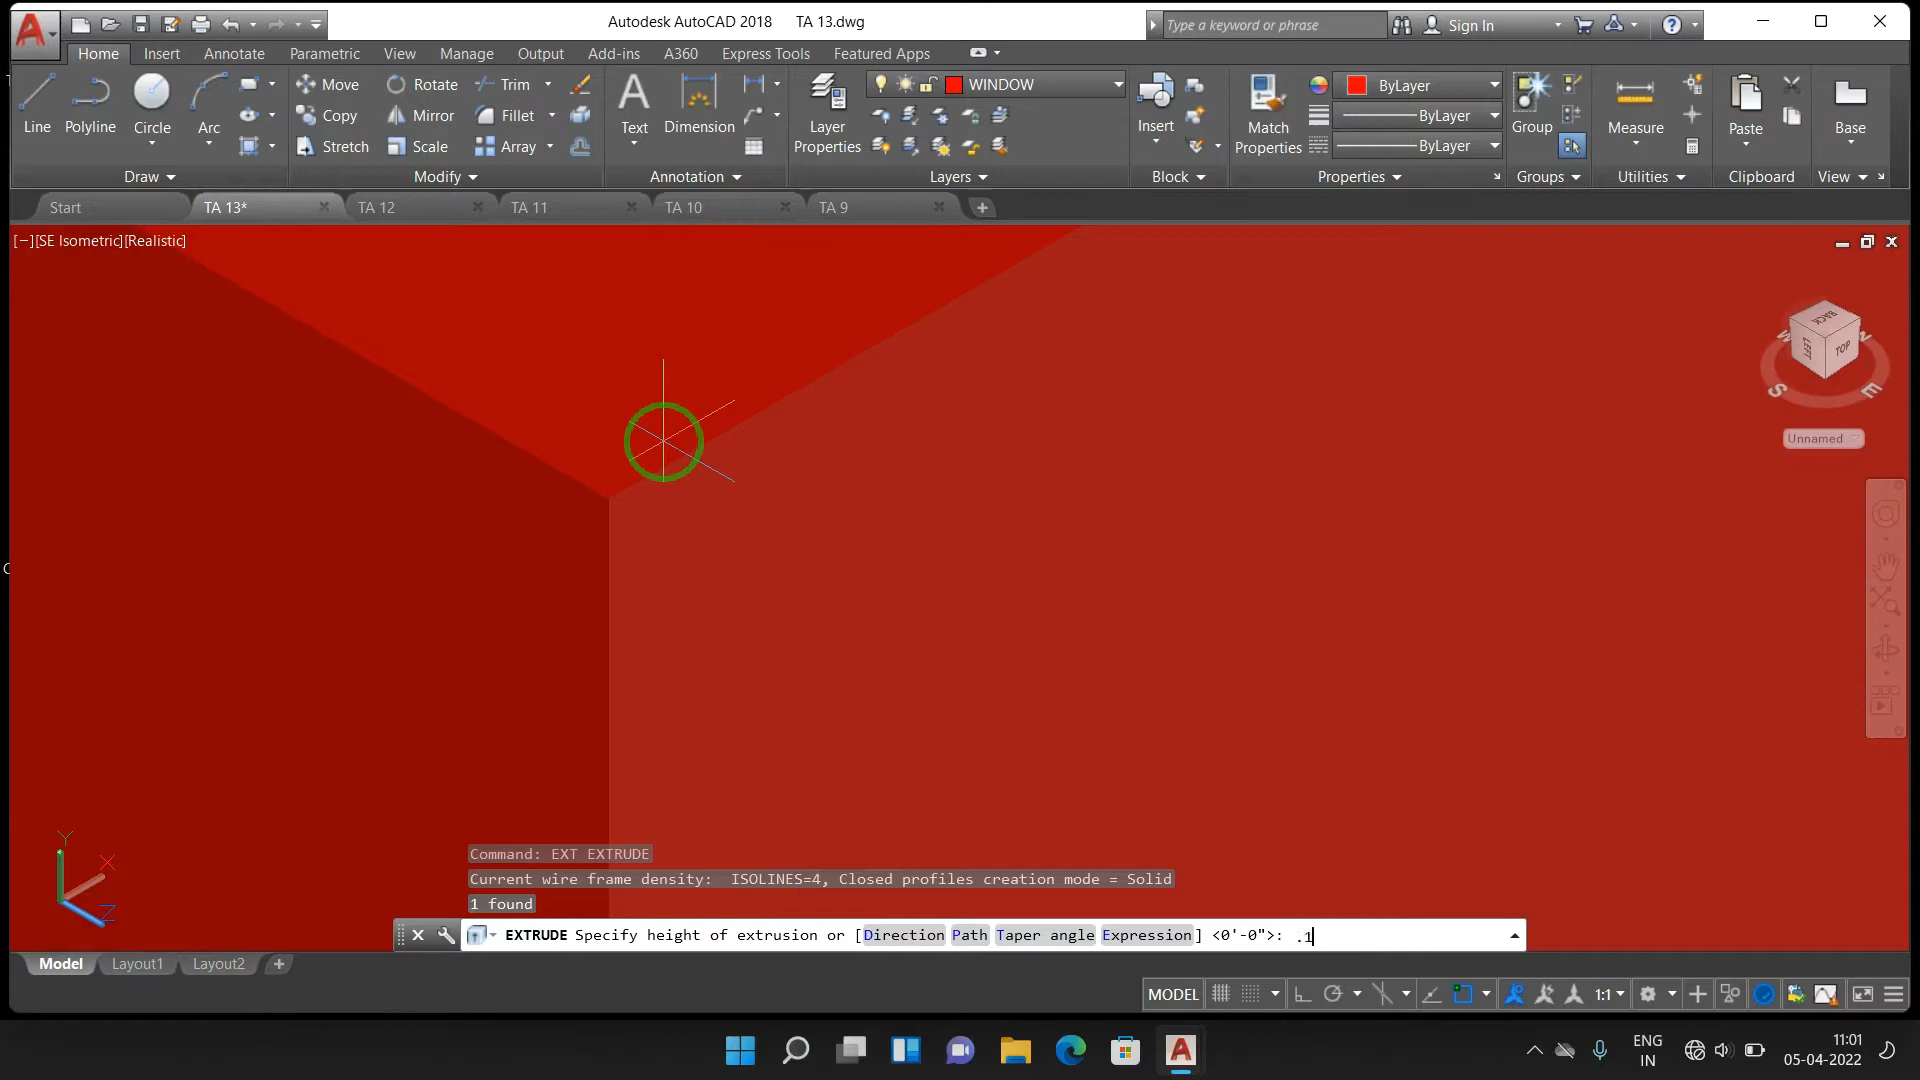 Autodesk AutoCAD 2018 TA 13.dwg
Type a keyword or phrase
Sign In
Home Insert Annotate Parametric View Manage Output Add-ins A360 Express Tools Featured Apps
Line Polyline Circle Arc
Move Rotate Trim
Copy Mirror Fillet
Stretch Scale Array
Text Dimension
Layer Properties
WINDOW
Insert
Match Properties
ByLayer
ByLayer
ByLayer
Group
Measure
Paste
Base
Draw Modify Annotation Layers Block Properties Groups Utilities Clipboard View
Start TA 13* TA 12 TA 11 TA 10 TA 9
[−][SE Isometric][Realistic]
BACK
LEFT TOP
W N
S E
Unnamed
Y
X
Z
Command: EXT EXTRUDE
Current wire frame density: ISOLINES=4, Closed profiles creation mode = Solid
1 found
EXTRUDE Specify height of extrusion or [Direction Path Taper angle Expression] <0'-0">: .1
Model Layout1 Layout2
MODEL 1:1
ENG
IN
11:01
05-04-2022